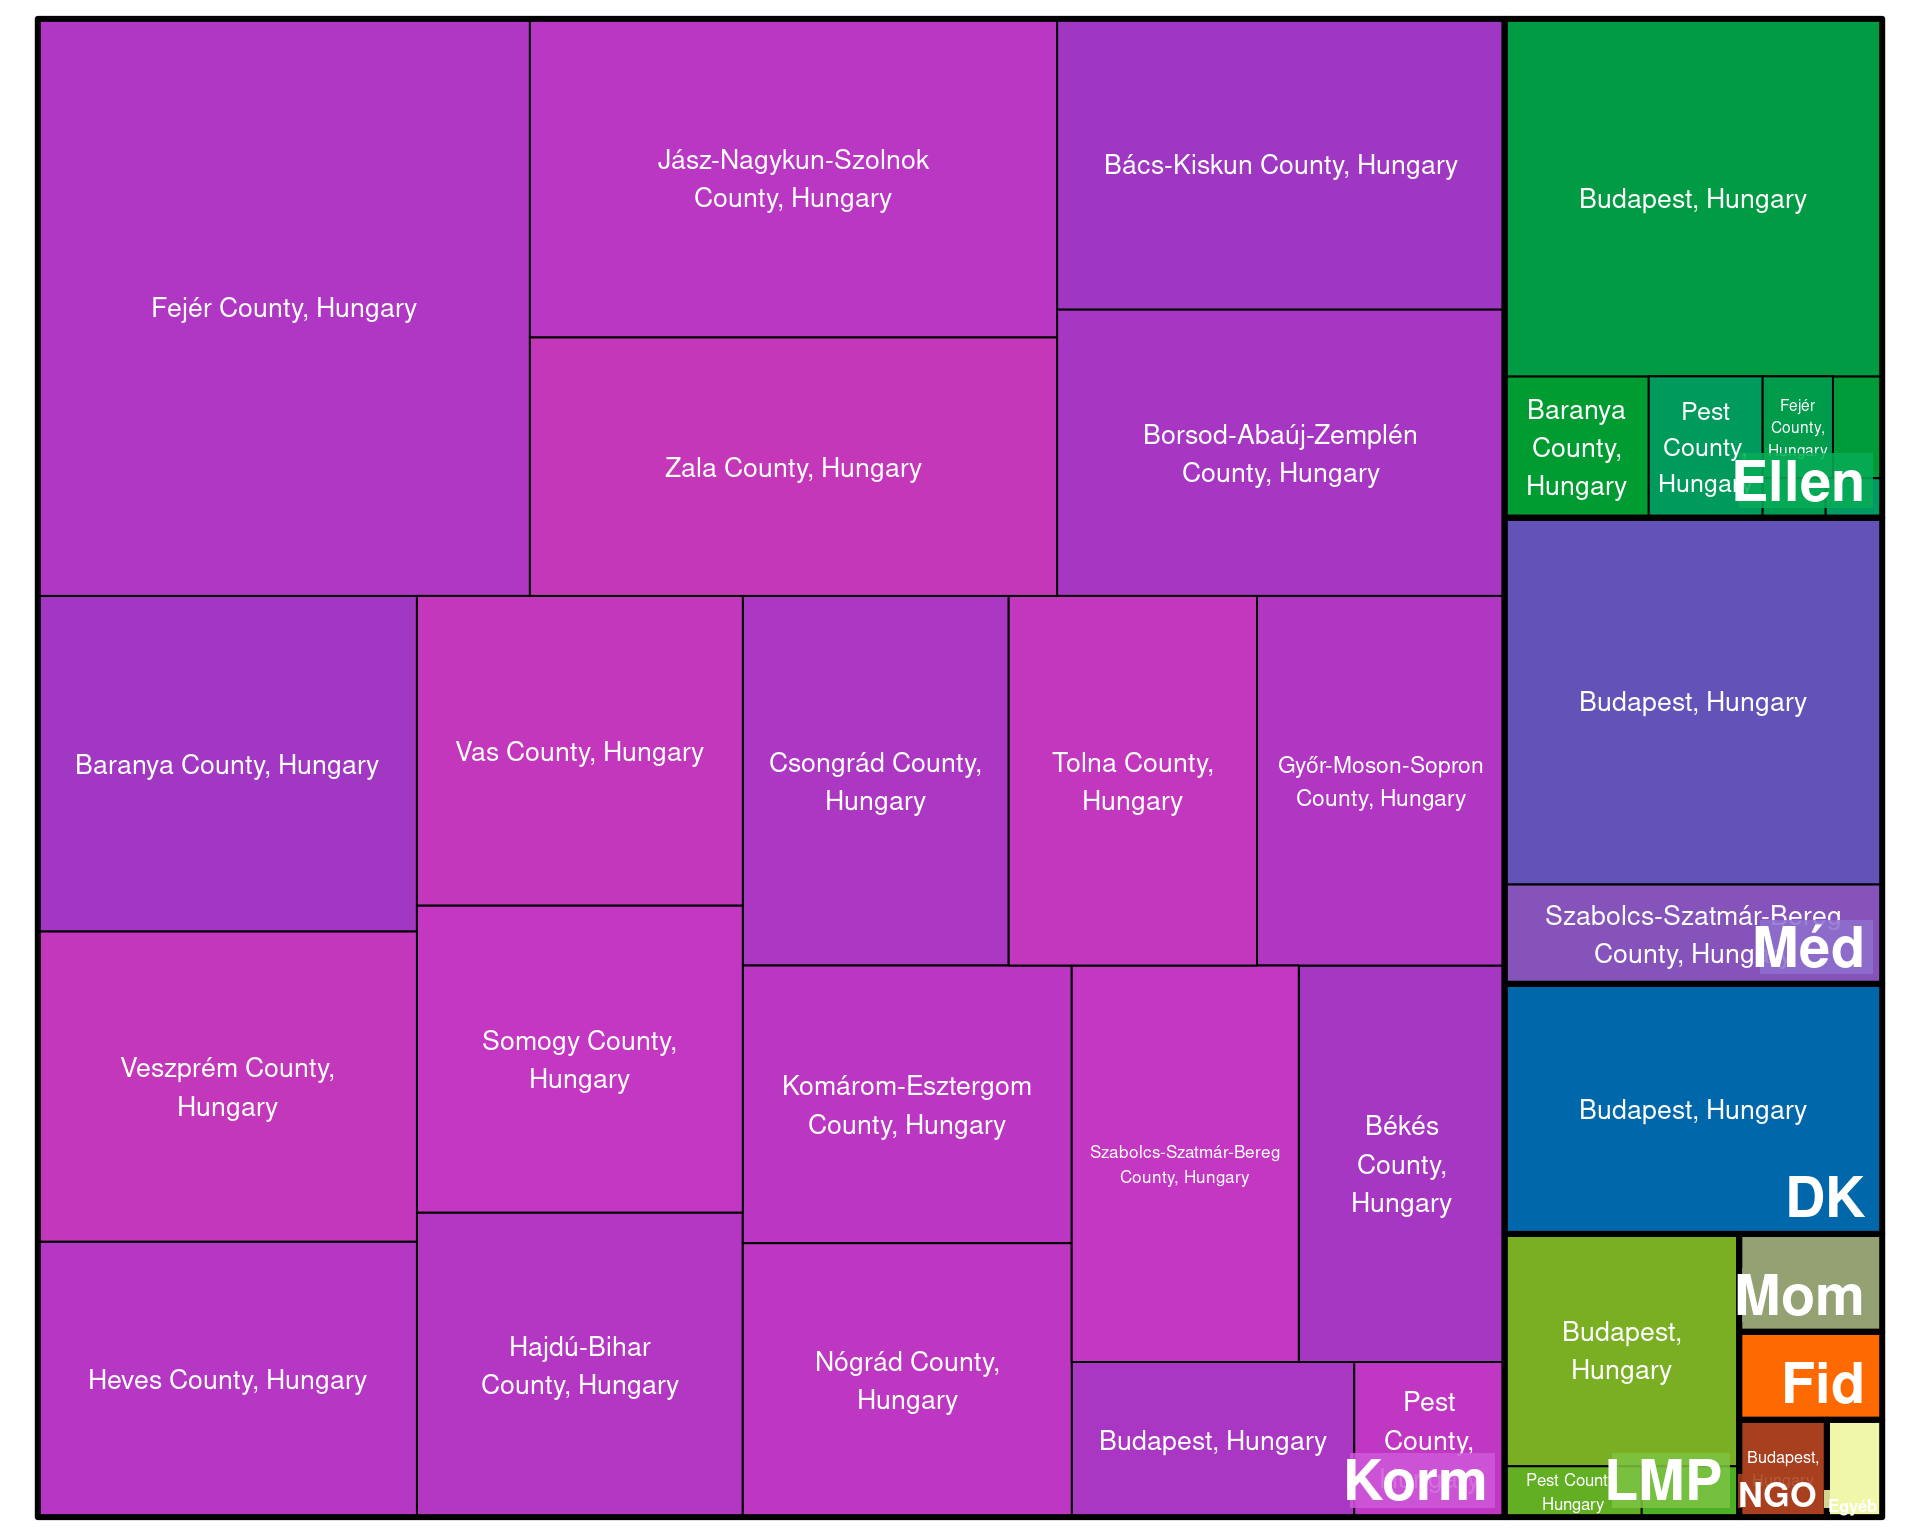 Fejér County, Hungary
Jász-Nagykun-Szolnok
County, Hungary
Zala County, Hungary
Bács-Kiskun County, Hungary
Borsod-Abaúj-Zemplén
County, Hungary
Baranya County, Hungary
Veszprém County,
Hungary
Heves County, Hungary
Vas County, Hungary
Somogy County,
Hungary
Hajdú-Bihar
County, Hungary
Csongrád County,
Hungary
Tolna County,
Hungary
Győr-Moson-Sopron
County, Hungary
Komárom-Esztergom
County, Hungary
Nógrád County,
Hungary
Szabolcs-Szatmár-Bereg
County, Hungary
Békés
County,
Hungary
Budapest, Hungary
Pest
County,
Korm
Budapest, Hungary
Baranya
County,
Hungary
Pest
County,
Hungary
Fejér
County,
Hungary
Ellen
Budapest, Hungary
Szabolcs-Szatmár-Bereg
County, Hungary
Méd
Budapest, Hungary
DK
Budapest,
Hungary
Pest County,
Hungary
LMP
Mom
Fid
Budapest,
Hungary
NGO
Egyéb